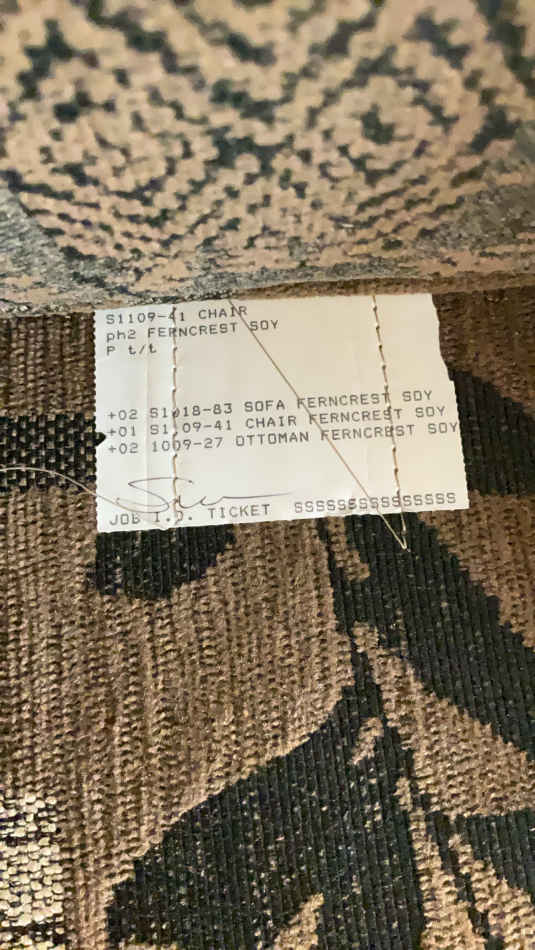 S1109-41 CHAIR
ph2 FERNCREST SOY
P t/t
+02 S1018-83 SOFA FERNCREST SOY
+01 S1109-41 CHAIR FERNCREST SOY
+02 1009-27 OTTOMAN FERNCREST SOY
JOB I.D. TICKET SSSSSSSSSSSSSSS